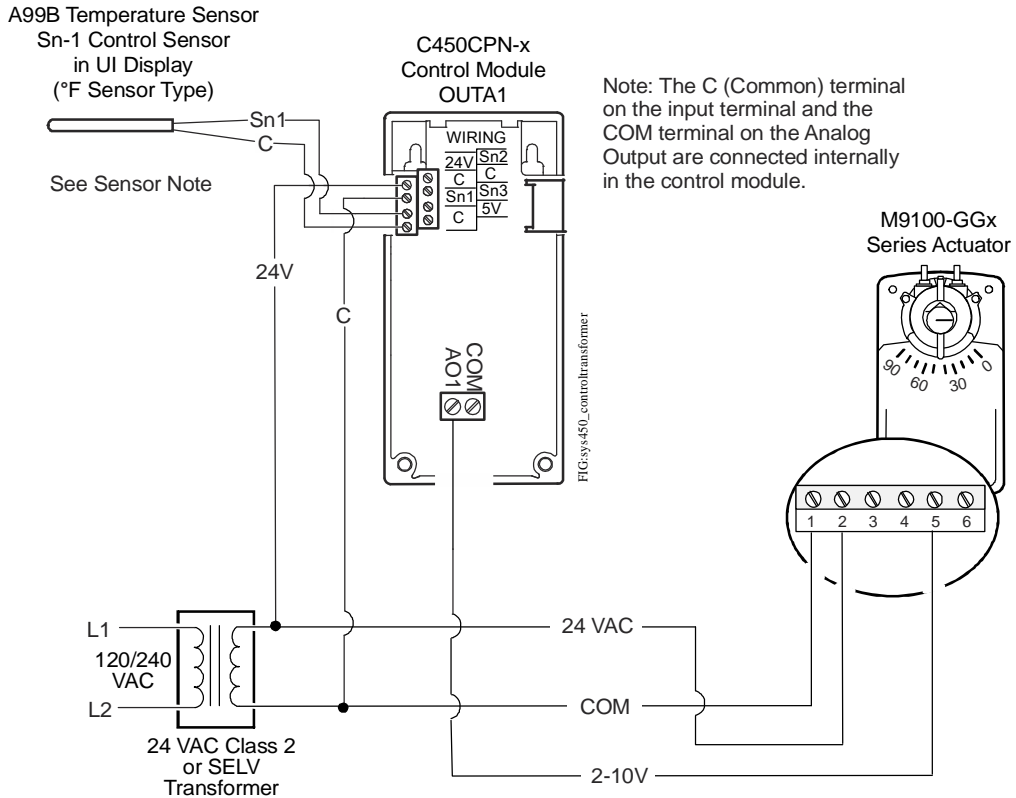 A99B Temperature Sensor
Sn-1 Control Sensor
in UI Display
(°F Sensor Type)
Sn1
C
See Sensor Note
C450CPN-x
Control Module
OUTA1
WIRING
24V
Sn2
C
C
Sn1
Sn3
C
5V
Note: The C (Common) terminal
on the input terminal and the
COM terminal on the Analog
Output are connected internally
in the control module.
M9100-GGx
Series Actuator
90
60
30
0
24V
C
COM
AO1
FIG:sys450_controltransformer
1 2 3 4 5 6
L1
120/240
VAC
L2
24 VAC Class 2
or SELV
Transformer
24 VAC
COM
2-10V